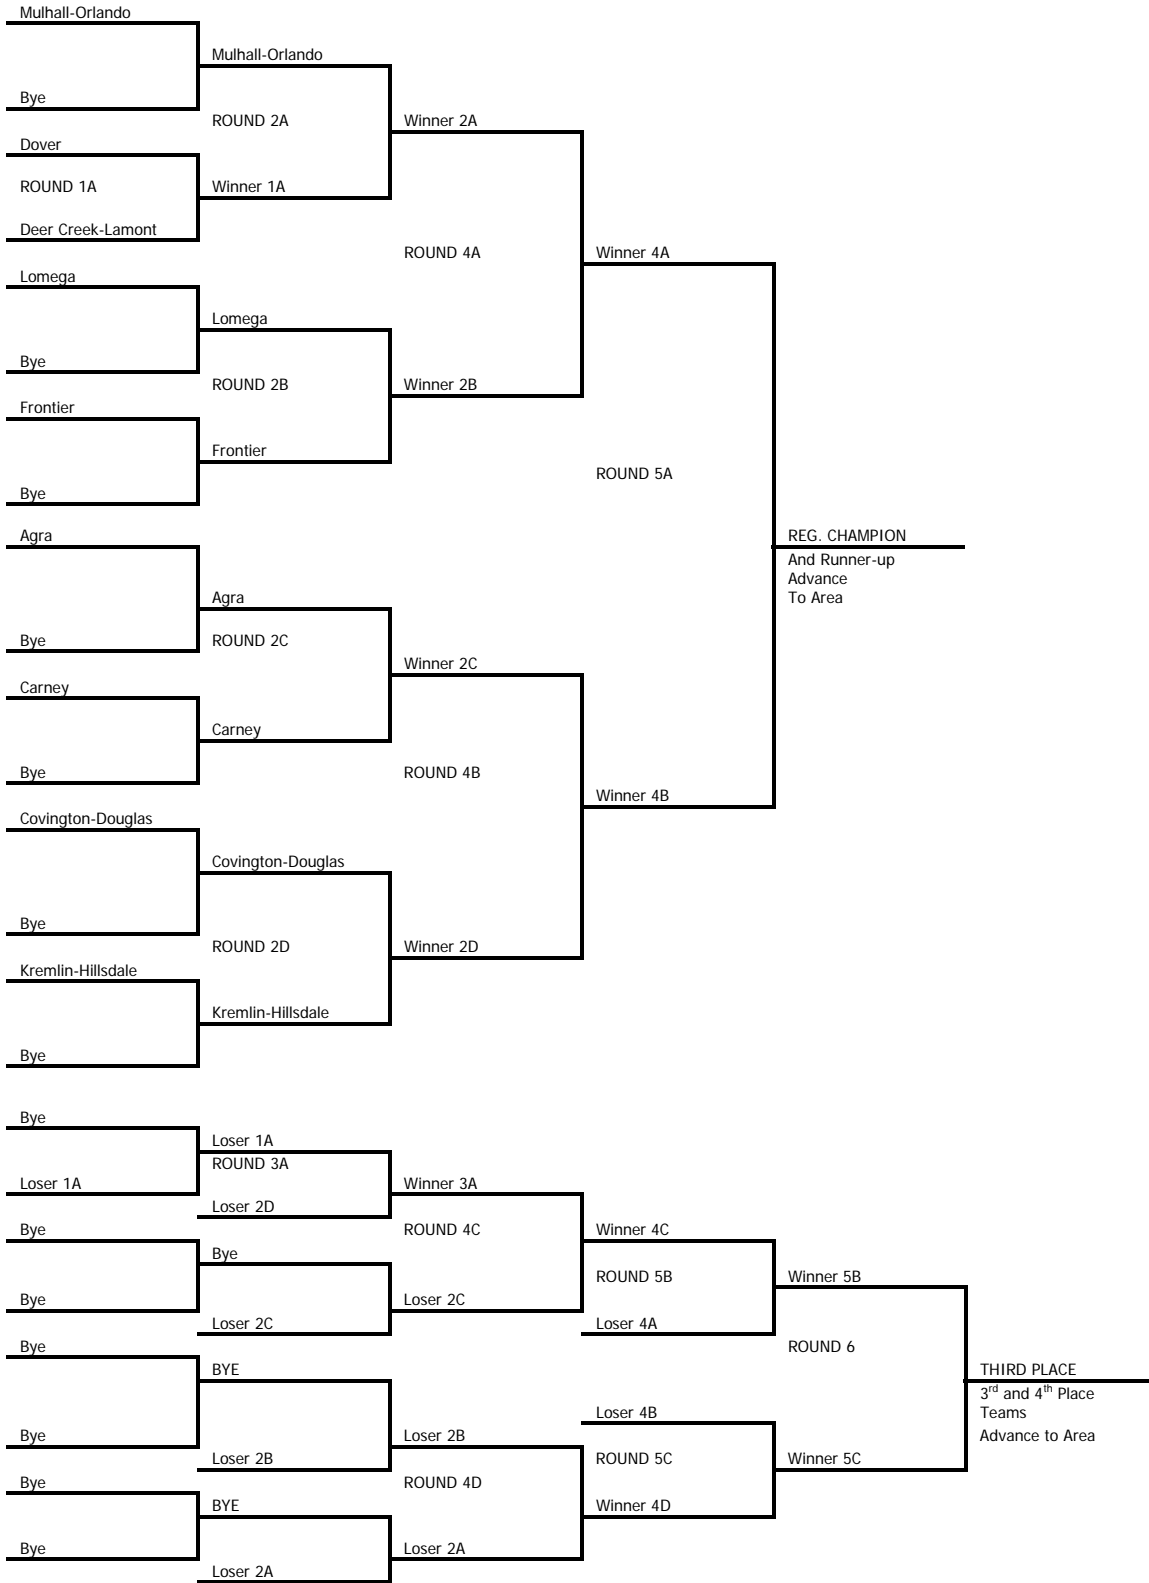 Mulhall-Orlando
Mulhall-Orlando
Bye
ROUND 2A
Winner 2A
Dover
ROUND 1A
Winner 1A
Deer Creek-Lamont
ROUND 4A
Winner 4A
Lomega
Lomega
Bye
ROUND 2B
Winner 2B
Frontier
Frontier
ROUND 5A
Bye
Agra
REG. CHAMPION
And Runner-up
Advance
To Area
Agra
Bye
ROUND 2C
Winner 2C
Carney
Carney
Bye
ROUND 4B
Winner 4B
Covington-Douglas
Covington-Douglas
Bye
ROUND 2D
Winner 2D
Kremlin-Hillsdale
Kremlin-Hillsdale
Bye
Bye
Loser 1A
ROUND 3A
Loser 1A
Winner 3A
Loser 2D
Bye
ROUND 4C
Winner 4C
Bye
ROUND 5B
Winner 5B
Bye
Loser 2C
Loser 2C
Loser 4A
Bye
ROUND 6
BYE
THIRD PLACE
3rd and 4th Place
Teams
Advance to Area
Loser 4B
Bye
Loser 2B
Loser 2B
ROUND 5C
Winner 5C
Bye
ROUND 4D
BYE
Winner 4D
Bye
Loser 2A
Loser 2A